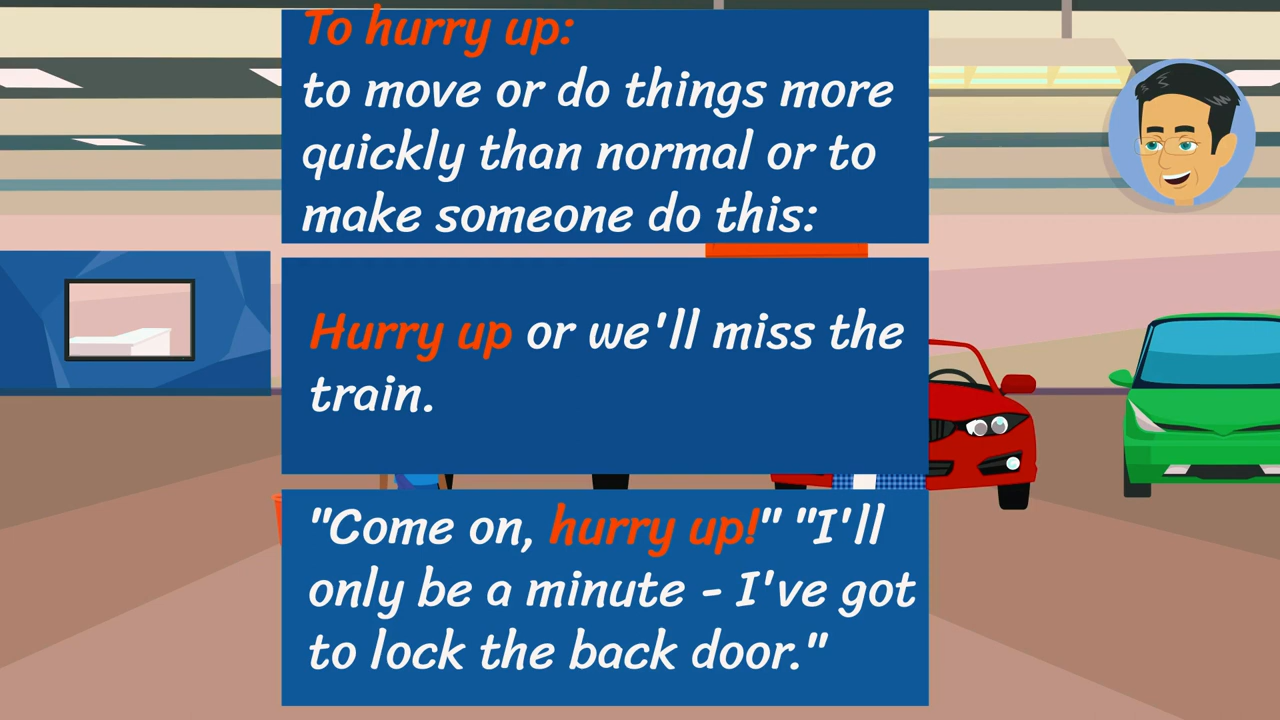 To hurry up:
to move or do things more
quickly than normal or to
make someone do this:
Hurry up or we'll miss the
train.
"Come on, hurry up!" "I'll
only be a minute - I've got
to lock the back door."